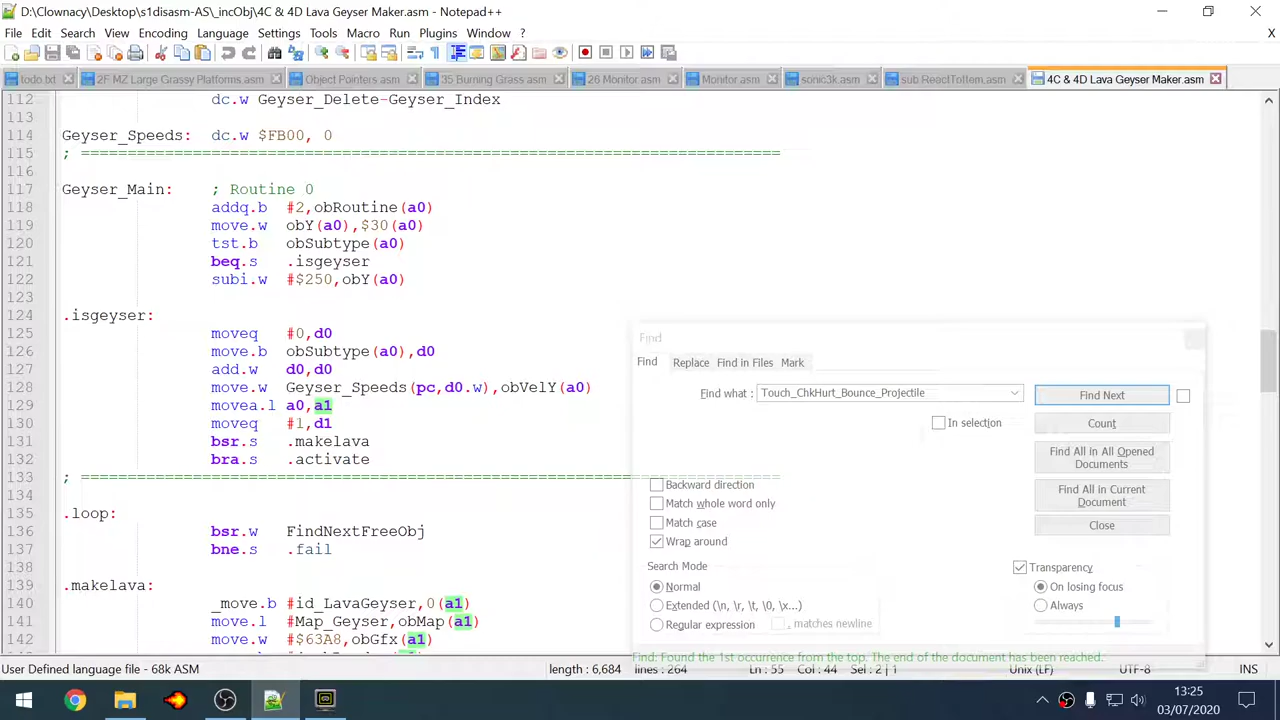 D:\Clownacy\Desktop\s1disasm-AS\_incObj\4C & 4D Lava Geyser Maker.asm - Notepad++
File Edit Search View Encoding Language Settings Tools Macro Run Plugins Window ? X
todo.txt 2F MZ Large Grassy Platforms.asm Object Pointers.asm 35 Burning Grass.asm 26 Monitor.asm Monitor.asm sonic3k.asm sub ReactToItem.asm 4C & 4D Lava Geyser Maker.asm
112 dc.w Geyser_Delete-Geyser_Index
113
114 Geyser_Speeds: dc.w $FB00, 0
115 ; ===========================================================================
116
117 Geyser_Main: ; Routine 0
118 addq.b #2,obRoutine(a0)
119 move.w obY(a0),$30(a0)
120 tst.b obSubtype(a0)
121 beq.s .isgeyser
122 subi.w #$250,obY(a0)
123
124 .isgeyser:
125 moveq #0,d0
126 move.b obSubtype(a0),d0
127 add.w d0,d0
128 move.w Geyser_Speeds(pc,d0.w),obVelY(a0)
129 movea.l a0,a1
130 moveq #1,d1
131 bsr.s .makelava
132 bra.s .activate
133 ; ===========================================================================
134
135 .loop:
136 bsr.w FindNextFreeObj
137 bne.s .fail
138
139 .makelava:
140 _move.b #id_LavaGeyser,0(a1)
141 move.l #Map_Geyser,obMap(a1)
142 move.w #$63A8,obGfx(a1)
Find
Find Replace Find in Files Mark
Find what : Touch_ChkHurt_Bounce_Projectile Find Next
In selection Count
Find All in All Opened
Documents
Backward direction
Find All in Current
Document
Match whole word only
Match case Close
Wrap around
Search Mode
Transparency
Normal On losing focus
Extended (\n, \r, \t, \0, \x...) Always
Regular expression . matches newline
Find: Found the 1st occurrence from the top. The end of the document has been reached.
User Defined language file - 68k ASM length : 6,684 lines : 264 Ln : 55 Col : 44 Sel : 2 | 1 Unix (LF) UTF-8 INS
13:25
03/07/2020